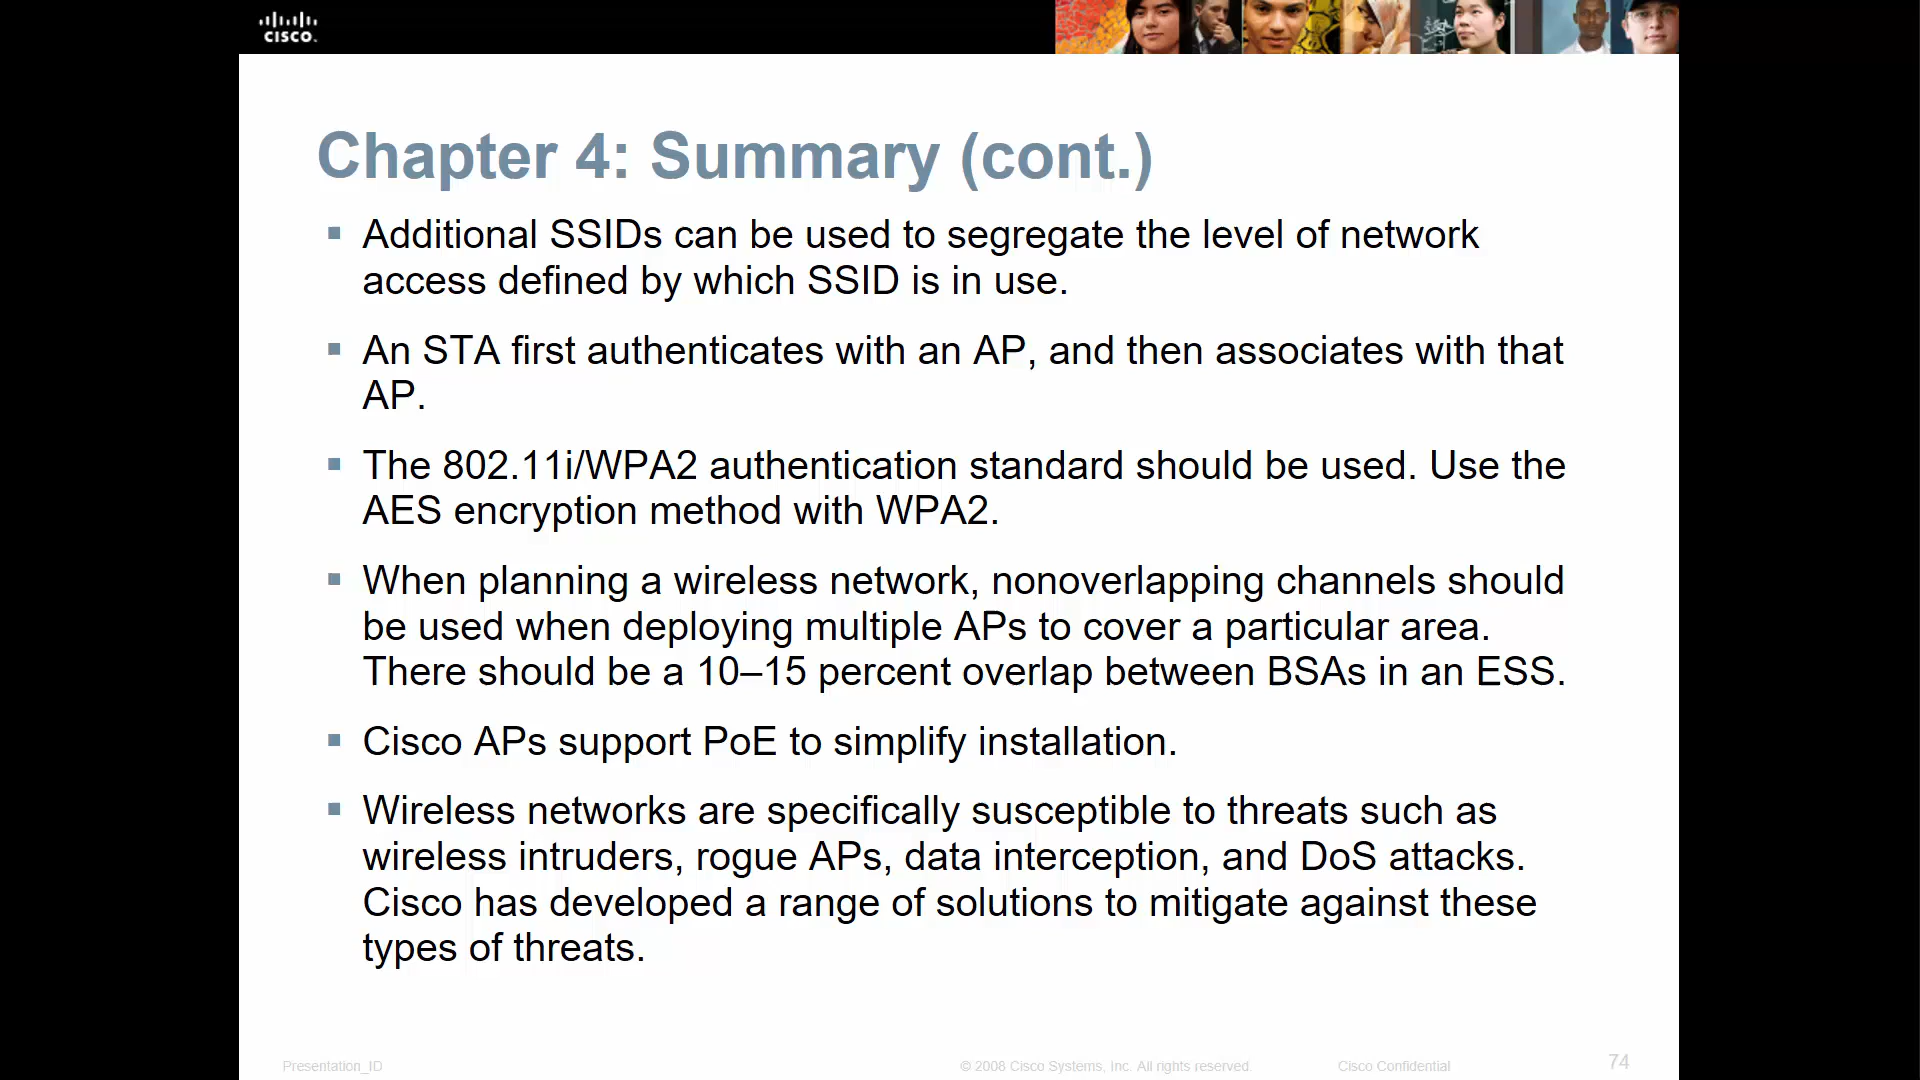 CISCO.
Chapter 4: Summary (cont.)
Additional SSIDs can be used to segregate the level of network
access defined by which SSID is in use.
An STA first authenticates with an AP, and then associates with that
AP.
The 802.11i/WPA2 authentication standard should be used. Use the
AES encryption method with WPA2.
When planning a wireless network, nonoverlapping channels should
be used when deploying multiple APs to cover a particular area.
There should be a 10–15 percent overlap between BSAs in an ESS.
Cisco APs support PoE to simplify installation.
Wireless networks are specifically susceptible to threats such as
wireless intruders, rogue APs, data interception, and DoS attacks.
Cisco has developed a range of solutions to mitigate against these
types of threats.
Presentation_ID © 2008 Cisco Systems, Inc. All rights reserved. Cisco Confidential 74